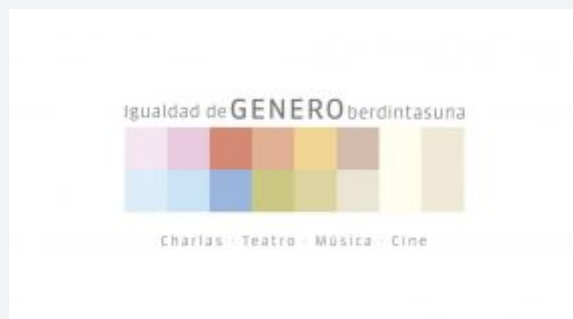 Igualdad de GENERO berdintasuna
Charlas · Teatro · Música · Cine